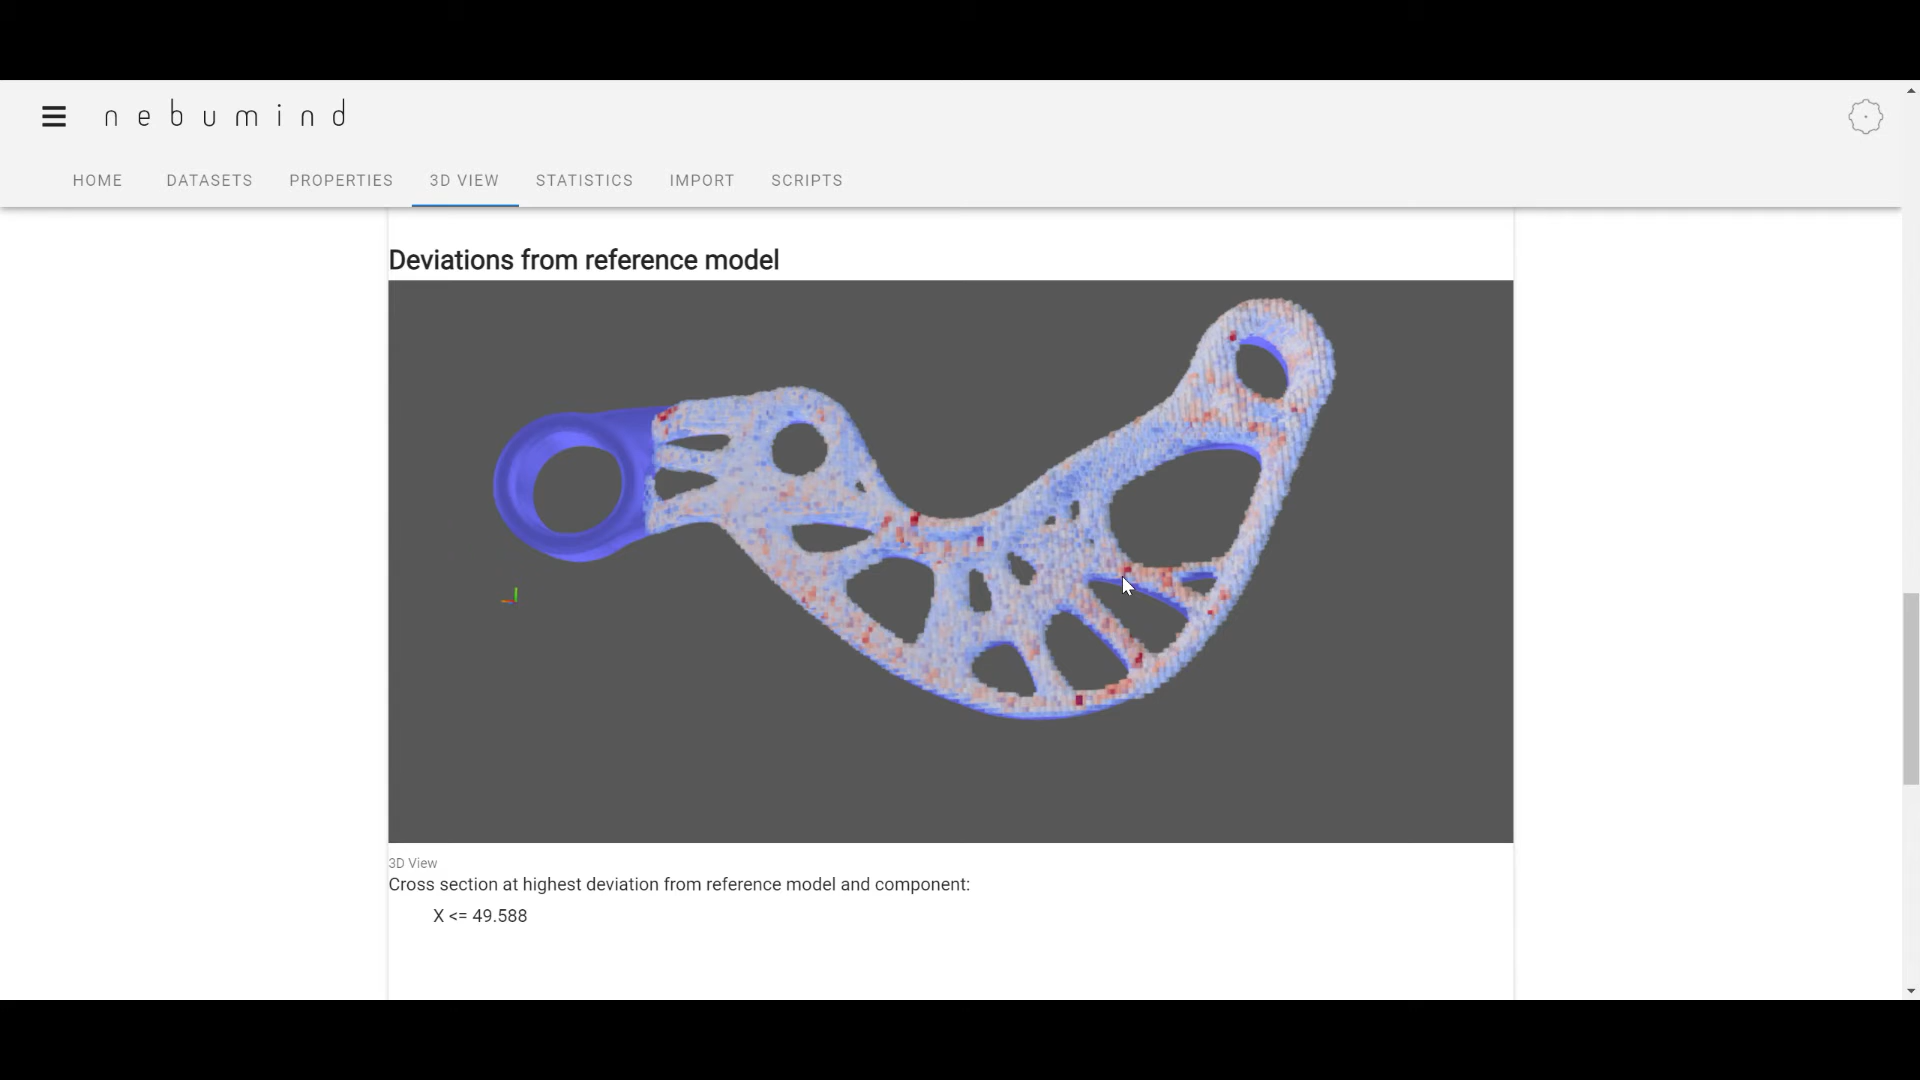 nebumind
HOME DATASETS PROPERTIES 3D VIEW STATISTICS IMPORT SCRIPTS
Deviations from reference model
3D View
Cross section at highest deviation from reference model and component:
X <= 49.588